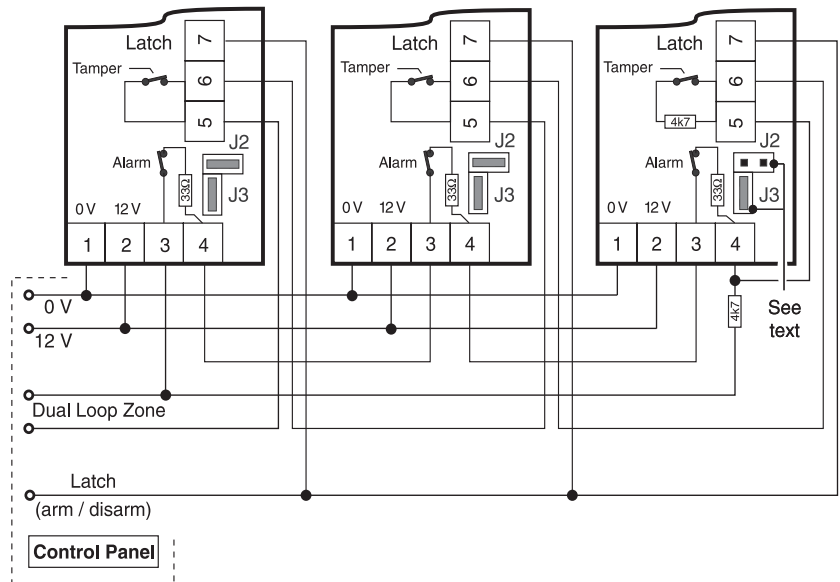 Latch 7
Tamper
6
5
Alarm
J2
33Ω
J3
0 V 12 V
1 2 3 4
Latch 7
Tamper
6
5
Alarm
J2
33Ω
J3
0 V 12 V
1 2 3 4
Latch 7
Tamper
6
4k7 5
Alarm
J2
33Ω
J3
0 V 12 V
1 2 3 4
4k7
See
text
0 V
12 V
Dual Loop Zone
Latch
(arm / disarm)
Control Panel